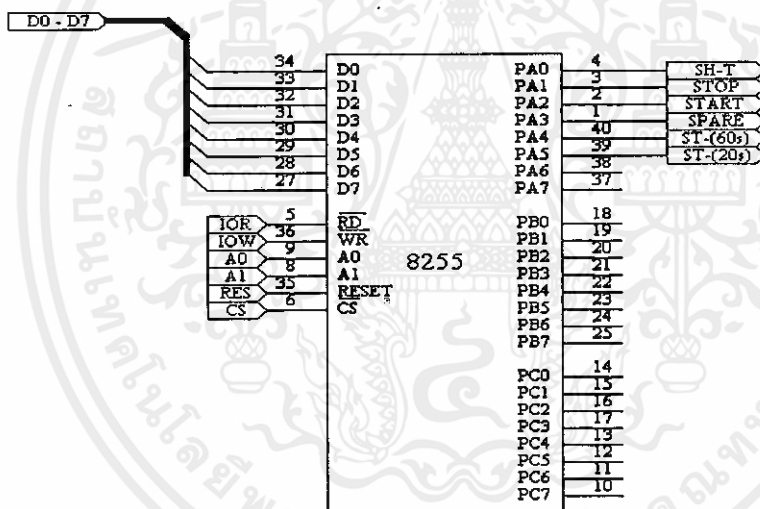 D0 - D7
34 D0 PA0 4 SH-T
33 D1 PA1 3 STOP
32 D2 PA2 2 START
31 D3 PA3 1 SPARE
30 D4 PA4 40 ST-(60s)
29 D5 PA5 39 ST-(20s)
28 D6 PA6 38
27 D7 PA7 37
IOR 5 RD PB0 18
IOW 36 WR PB1 19
A0 9 A0 PB2 20
A1 8 A1 PB3 21
RES 35 RESET PB4 22
CS 6 CS PB5 23
8255
PB6 24
PB7 25
PC0 14
PC1 15
PC2 16
PC3 17
PC4 13
PC5 12
PC6 11
PC7 10